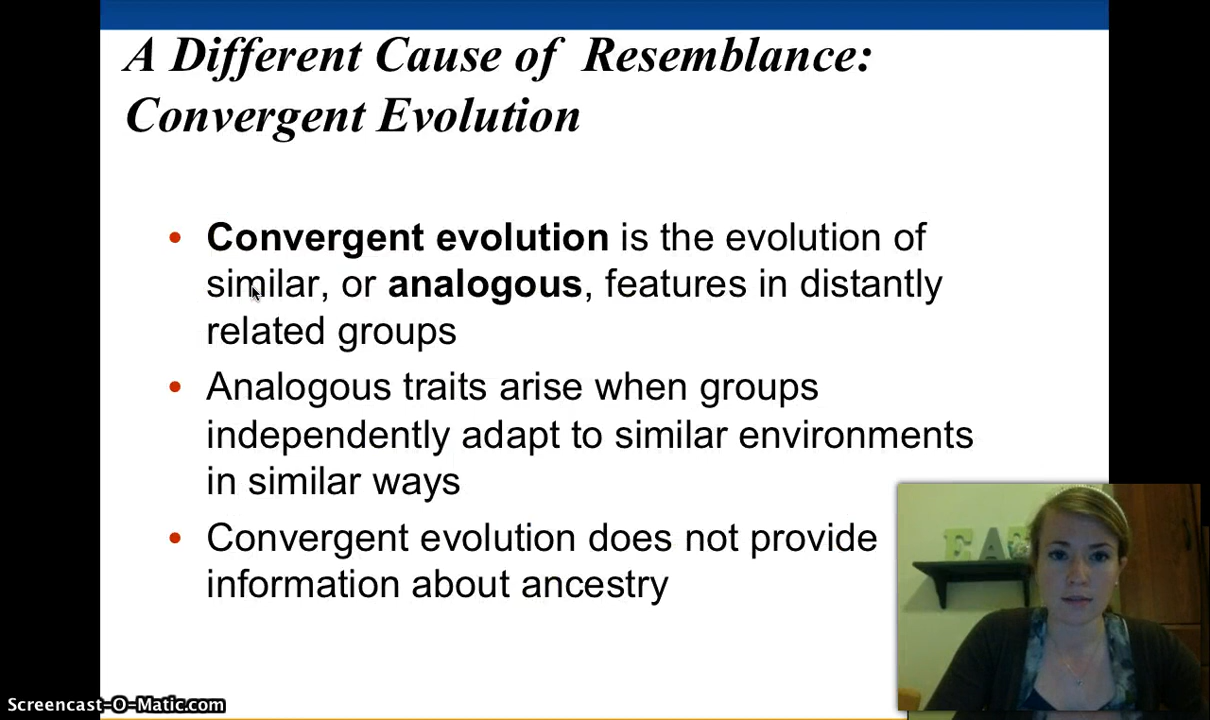 A Different Cause of Resemblance:
Convergent Evolution
• Convergent evolution is the evolution of
similar, or analogous, features in distantly
related groups
• Analogous traits arise when groups
independently adapt to similar environments
in similar ways
• Convergent evolution does not provide
information about ancestry
EA
Screencast-O-Matic.com